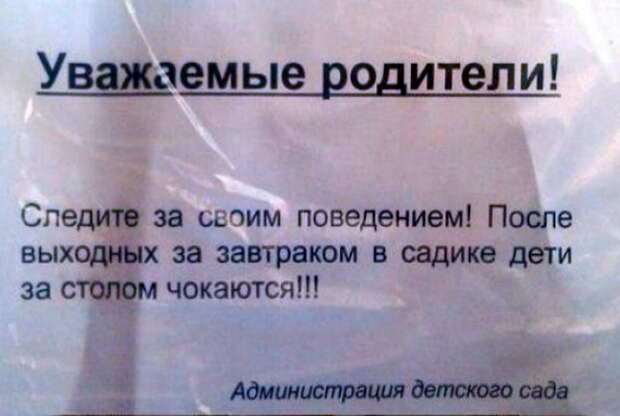 Уважаемые родители!
Следите за своим поведением! После
выходных за завтраком в садике дети
за столом чокаются!!!
Администрация детского сада